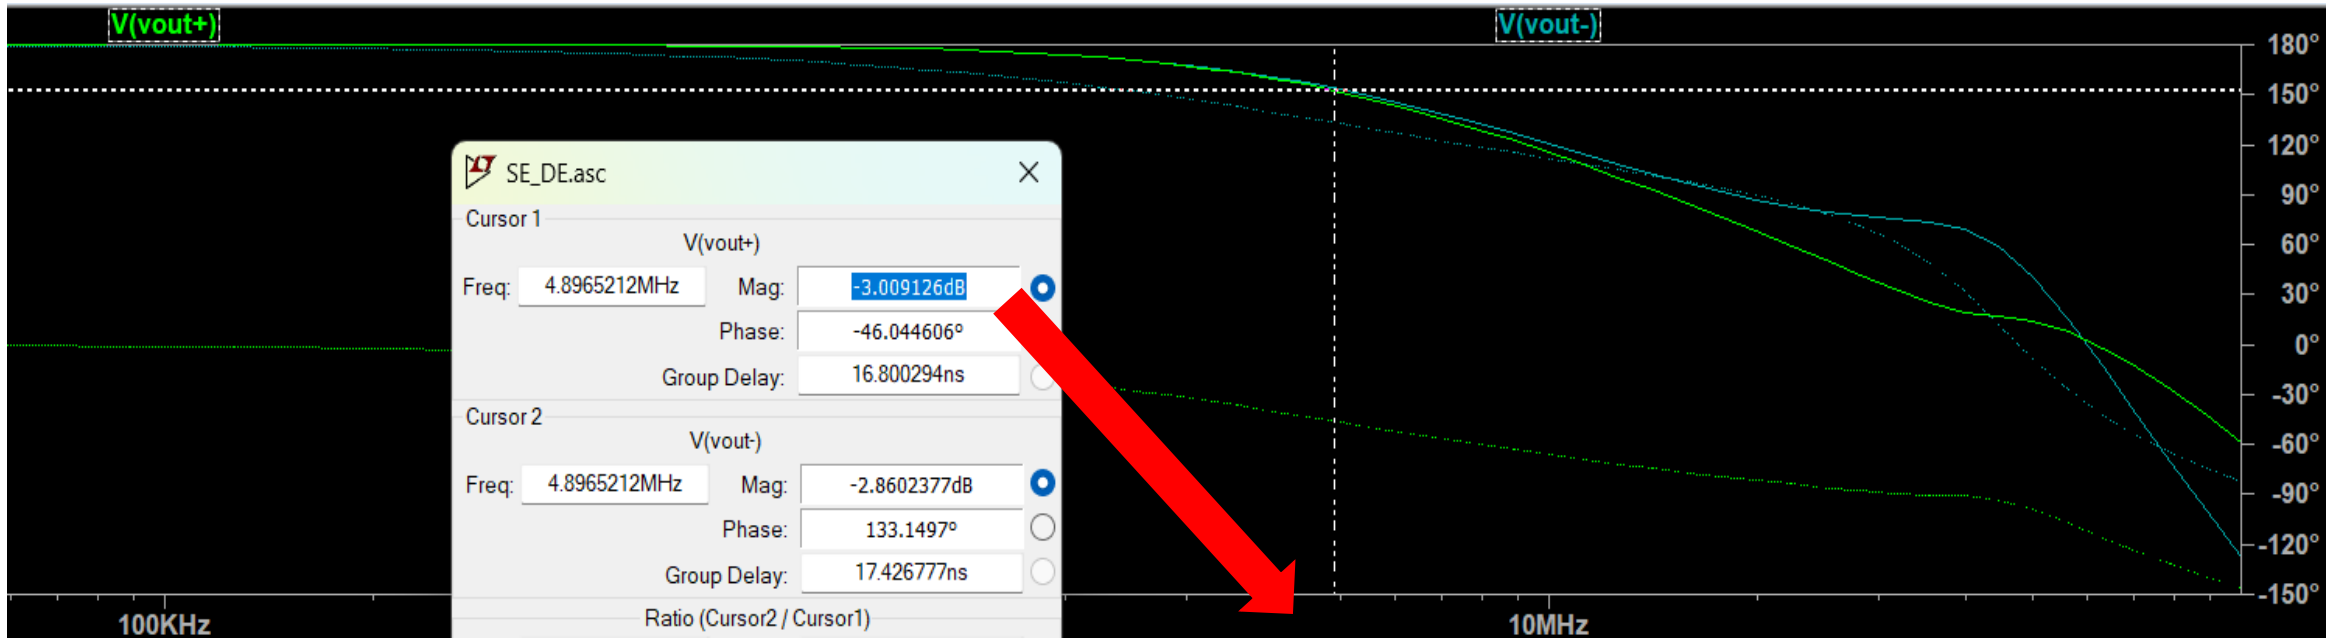 V(vout+)
V(vout-)
180°
150°
120°
90°
60°
30°
0°
-30°
-60°
-90°
-120°
-150°
SE_DE.asc
Cursor 1
V(vout+)
Freq: 4.8965212MHz Mag: -3.009126dB
Phase: -46.044606°
Group Delay: 16.800294ns
Cursor 2
V(vout-)
Freq: 4.8965212MHz Mag: -2.8602377dB
Phase: 133.1497°
Group Delay: 17.426777ns
Ratio (Cursor2 / Cursor1)
100KHz
10MHz